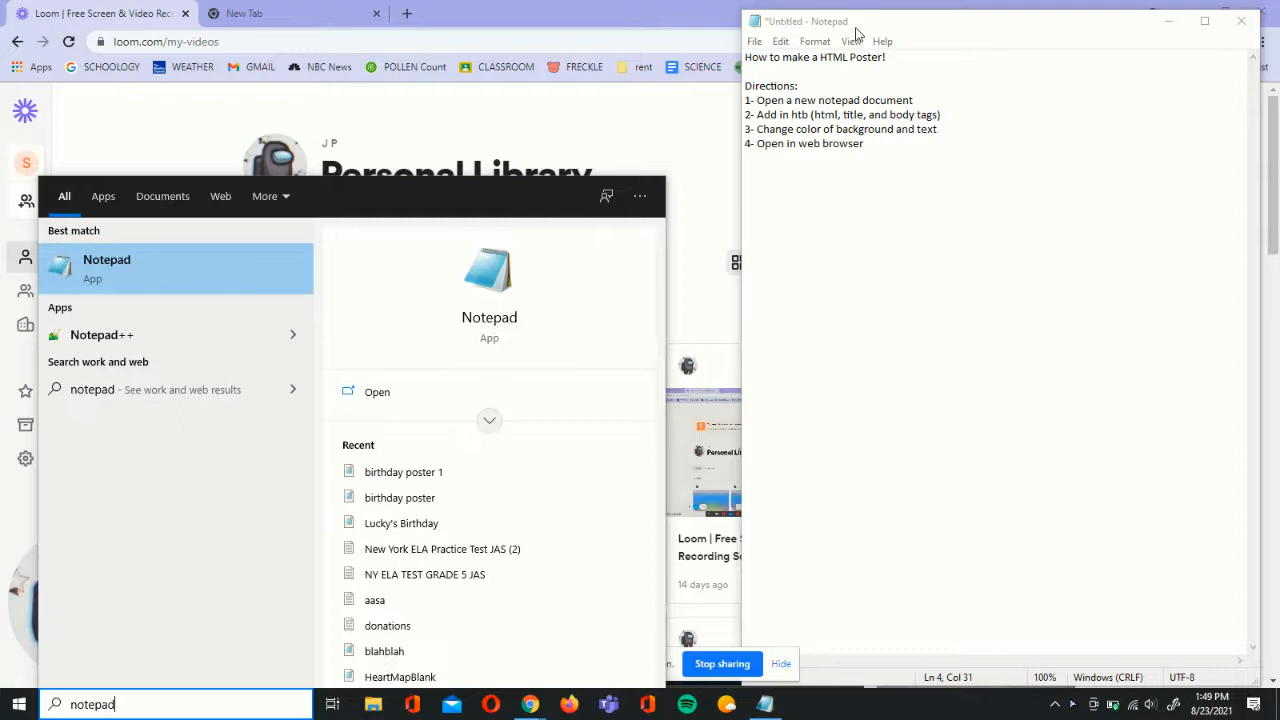 Loom | Free Screen & Video Rec
New Tab
loom.com/my-videos
Apps
TYPER
GMAIL
NBC News
POLLEN Count
CLASSROOM
FRECKLE
rent
SCIENCE
*Untitled - Notepad
File Edit Format View Help
How to make a HTML Poster!
Directions:
1- Open a new notepad document
2- Add in htb (html, title, and body tags)
3- Change color of background and text
4- Open in web browser
J P
Personal Library
S
All Apps Documents Web More
Best match
Notepad
App
Apps
Notepad++
Search work and web
notepad - See work and web results
Notepad
App
Open
Recent
birthday poster 1
birthday poster
Lucky's Birthday
New York ELA Practice Test JAS (2)
NY ELA TEST GRADE 5 JAS
aasa
donations
blahblah
HeartMapBlank
Personal Li
Loom | Free S
Recording So
14 days ago
Stop sharing Hide
Ln 4, Col 31 100% Windows (CRLF) UTF-8
notepad
1:49 PM
8/23/2021